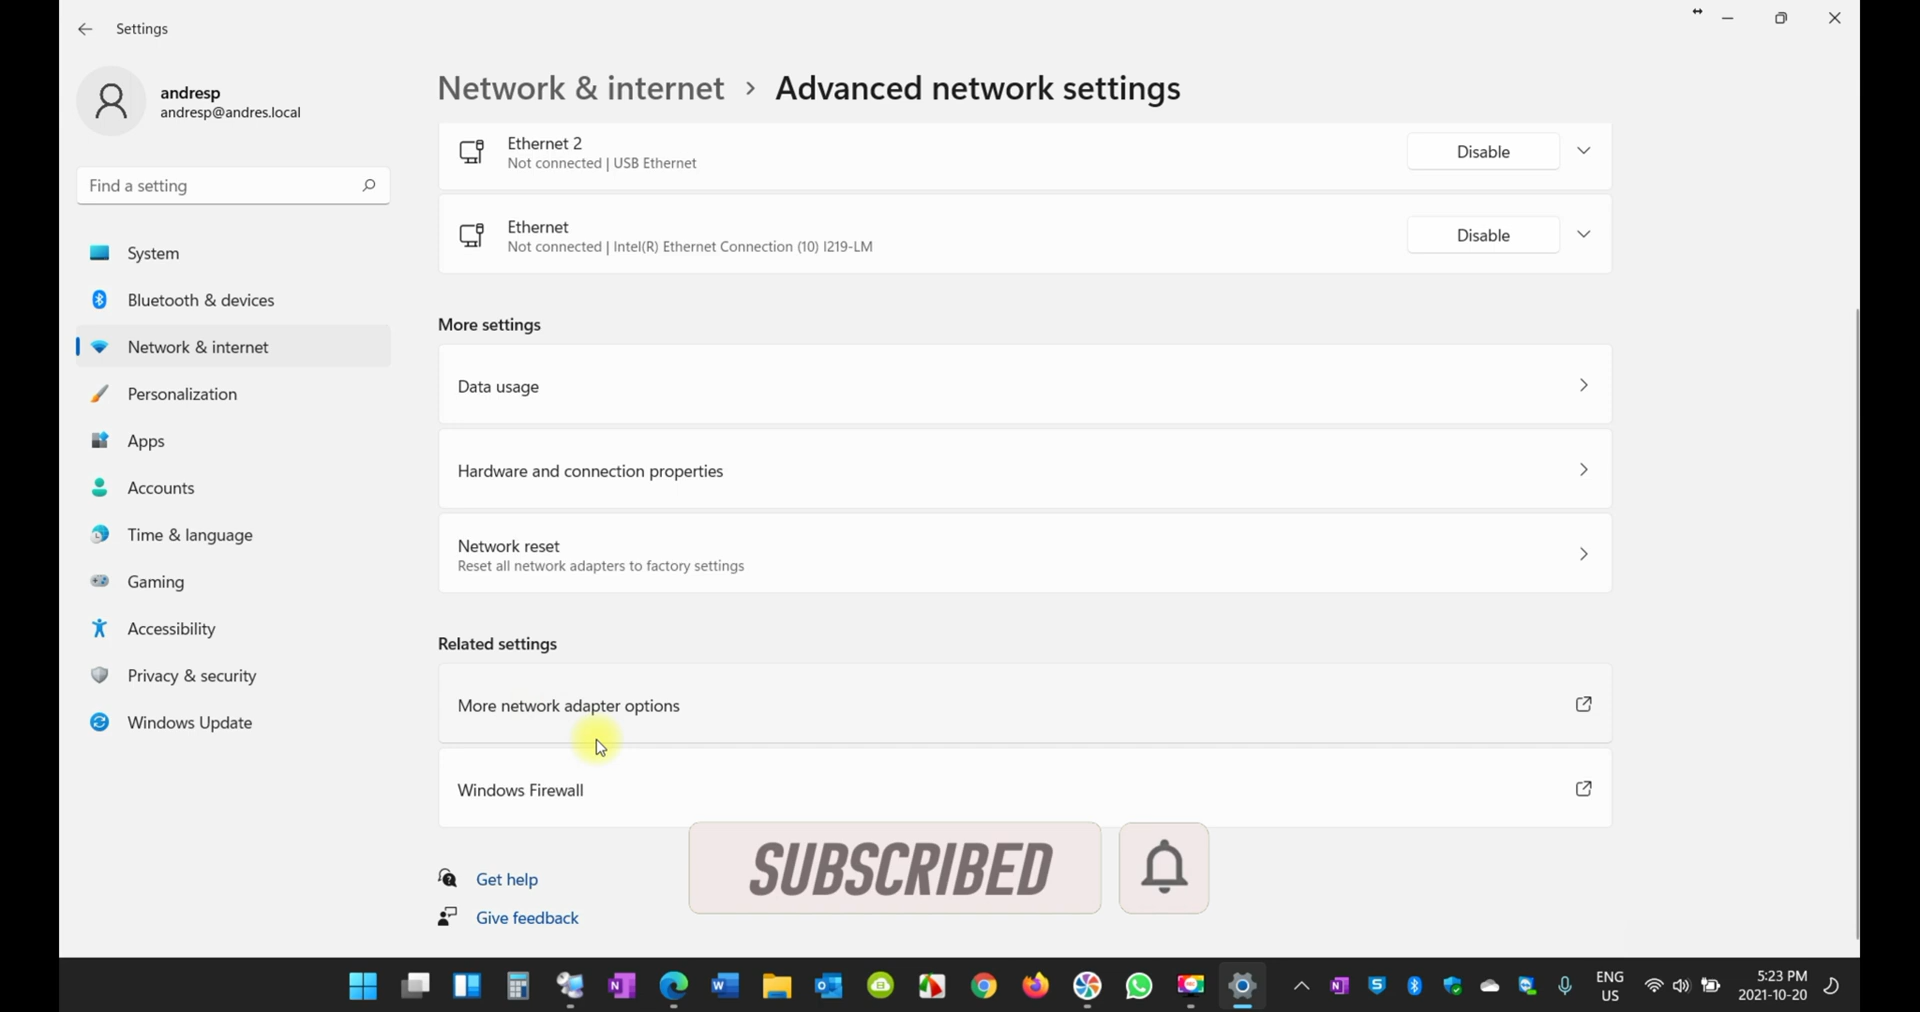 Settings
andresp
andresp@andres.local
Find a setting
System
Bluetooth & devices
Network & internet
Personalization
Apps
Accounts
Time & language
Gaming
Accessibility
Privacy & security
Windows Update
Network & internet > Advanced network settings
Ethernet 2
Not connected | USB Ethernet
Disable
Ethernet
Not connected | Intel(R) Ethernet Connection (10) I219-LM
Disable
More settings
Data usage
Hardware and connection properties
Network reset
Reset all network adapters to factory settings
Related settings
More network adapter options
Windows Firewall
Get help
Give feedback
SUBSCRIBED
ENG
US
5:23 PM
2021-10-20